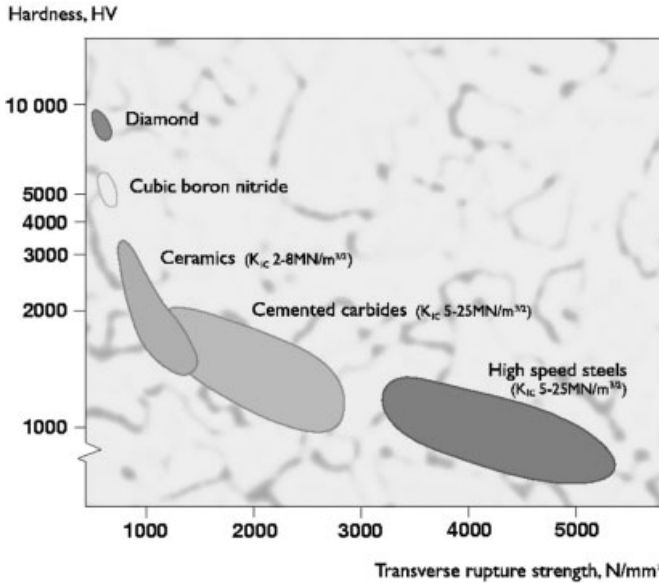 Hardness, HV
10 000
Diamond
Cubic boron nitride
5000
4000
3000
Ceramics (K_IC 2-8MN/m^3/2)
2000
Cemented carbides (K_IC 5-25MN/m^3/2)
High speed steels
(K_IC 5-25MN/m^3/2)
1000
1000 2000 3000 4000 5000
Transverse rupture strength, N/mm²